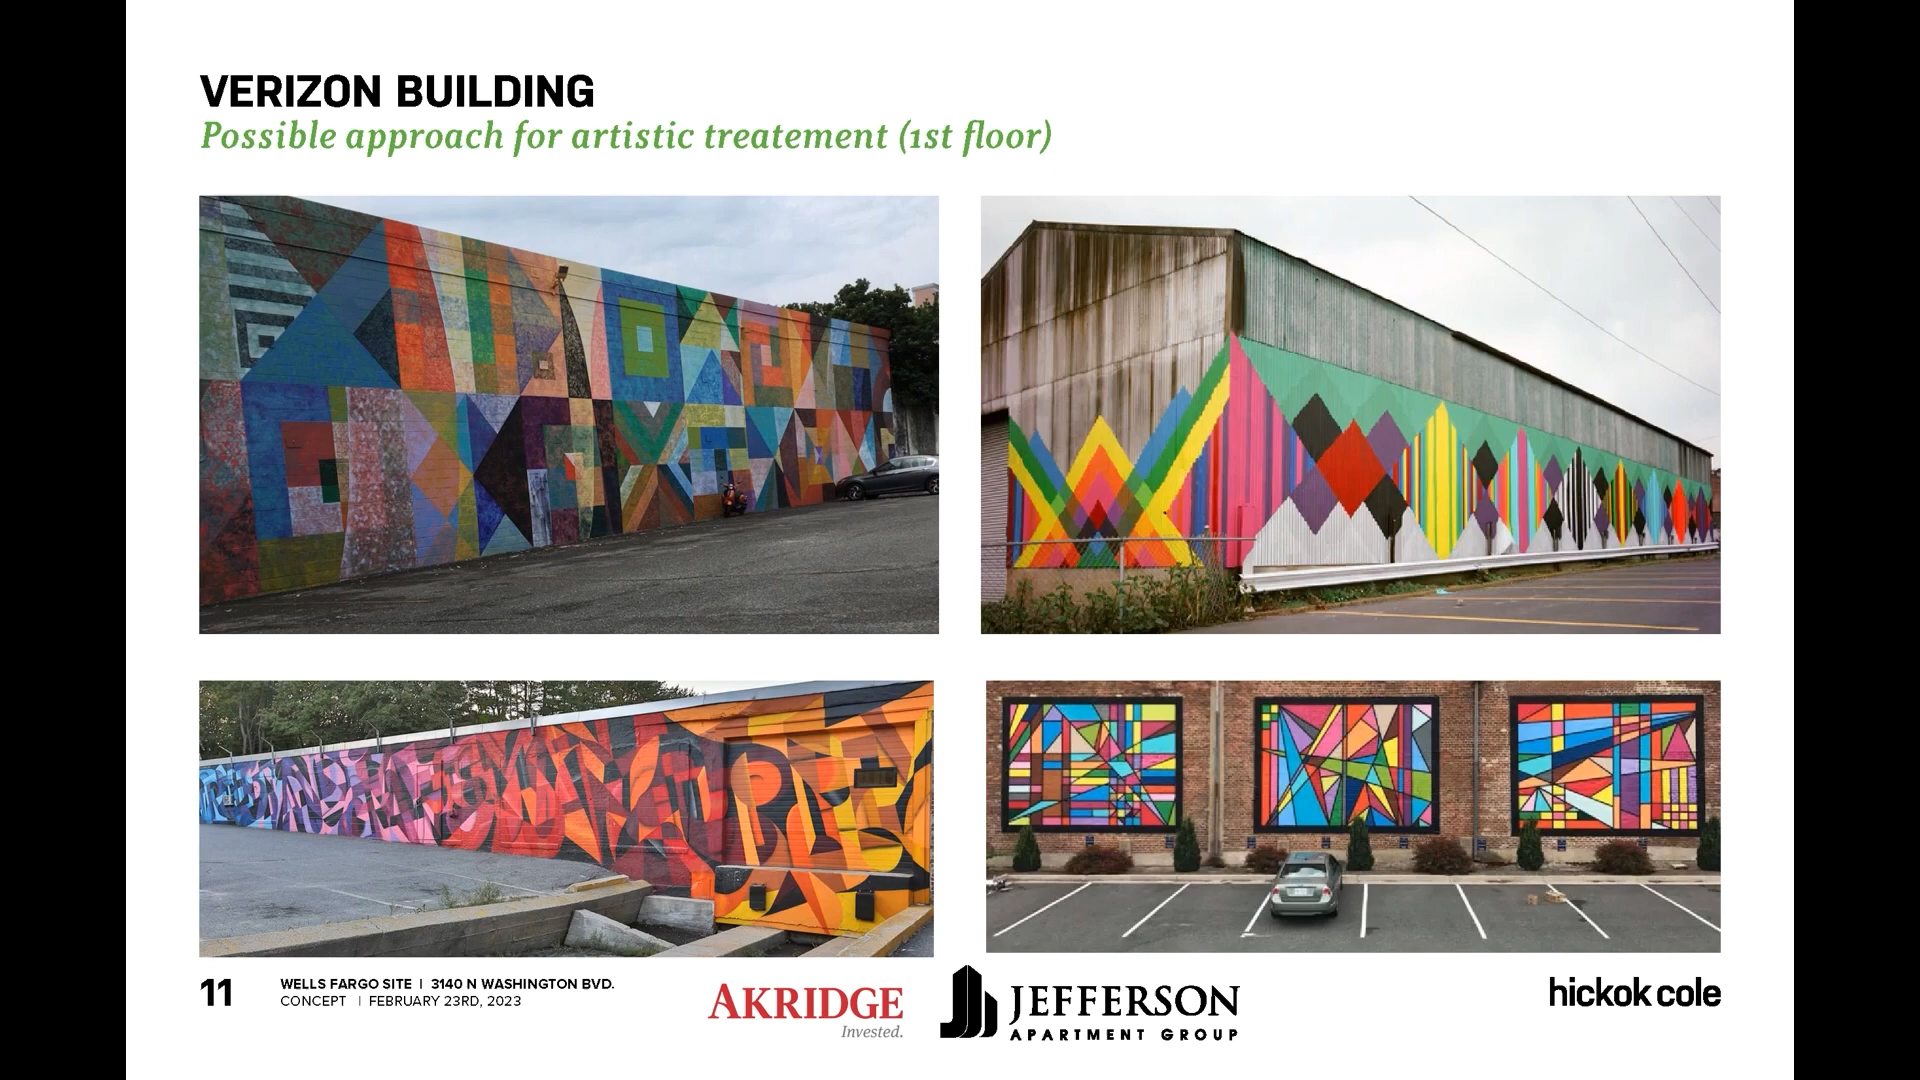 VERIZON BUILDING
Possible approach for artistic treatement (1st floor)
11
WELLS FARGO SITE | 3140 N WASHINGTON BVD.
CONCEPT | FEBRUARY 23RD, 2023
AKRIDGE
Invested.
JEFFERSON
APARTMENT GROUP
hickok cole